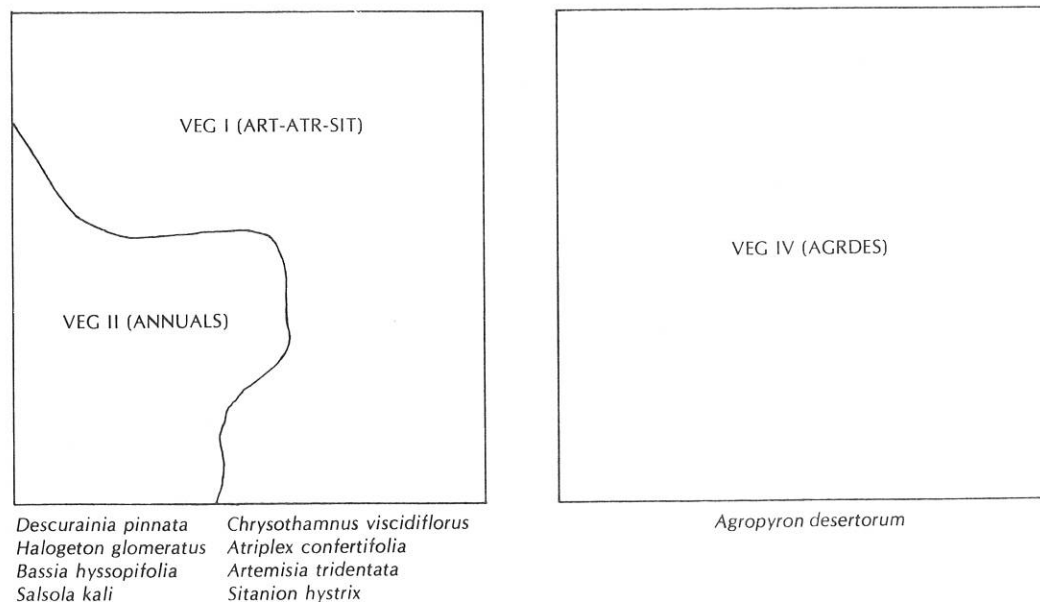 VEG I (ART-ATR-SIT)
VEG II (ANNUALS)
VEG IV (AGRDES)
Descurainia pinnata Chrysothamnus viscidiflorus
Halogeton glomeratus Atriplex confertifolia
Bassia hyssopifolia Artemisia tridentata
Salsola kali Sitanion hystrix
Agropyron desertorum